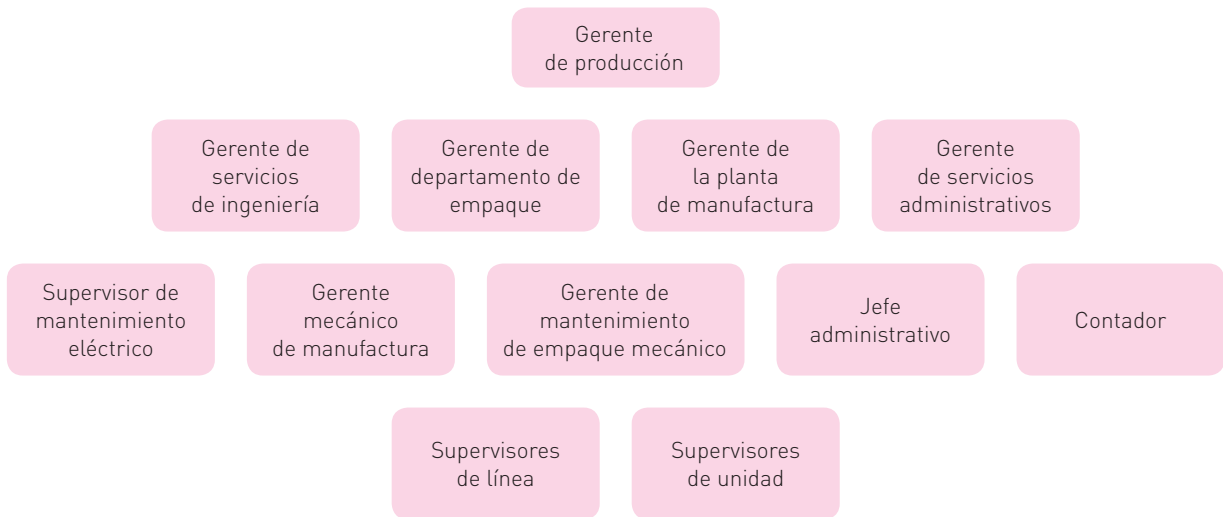 Gerente
de producción
Gerente de
servicios
de ingeniería
Gerente de
departamento de
empaque
Gerente de
la planta
de manufactura
Gerente
de servicios
administrativos
Supervisor de
mantenimiento
eléctrico
Gerente
mecánico
de manufactura
Gerente de
mantenimiento
de empaque mecánico
Jefe
administrativo
Contador
Supervisores
de línea
Supervisores
de unidad